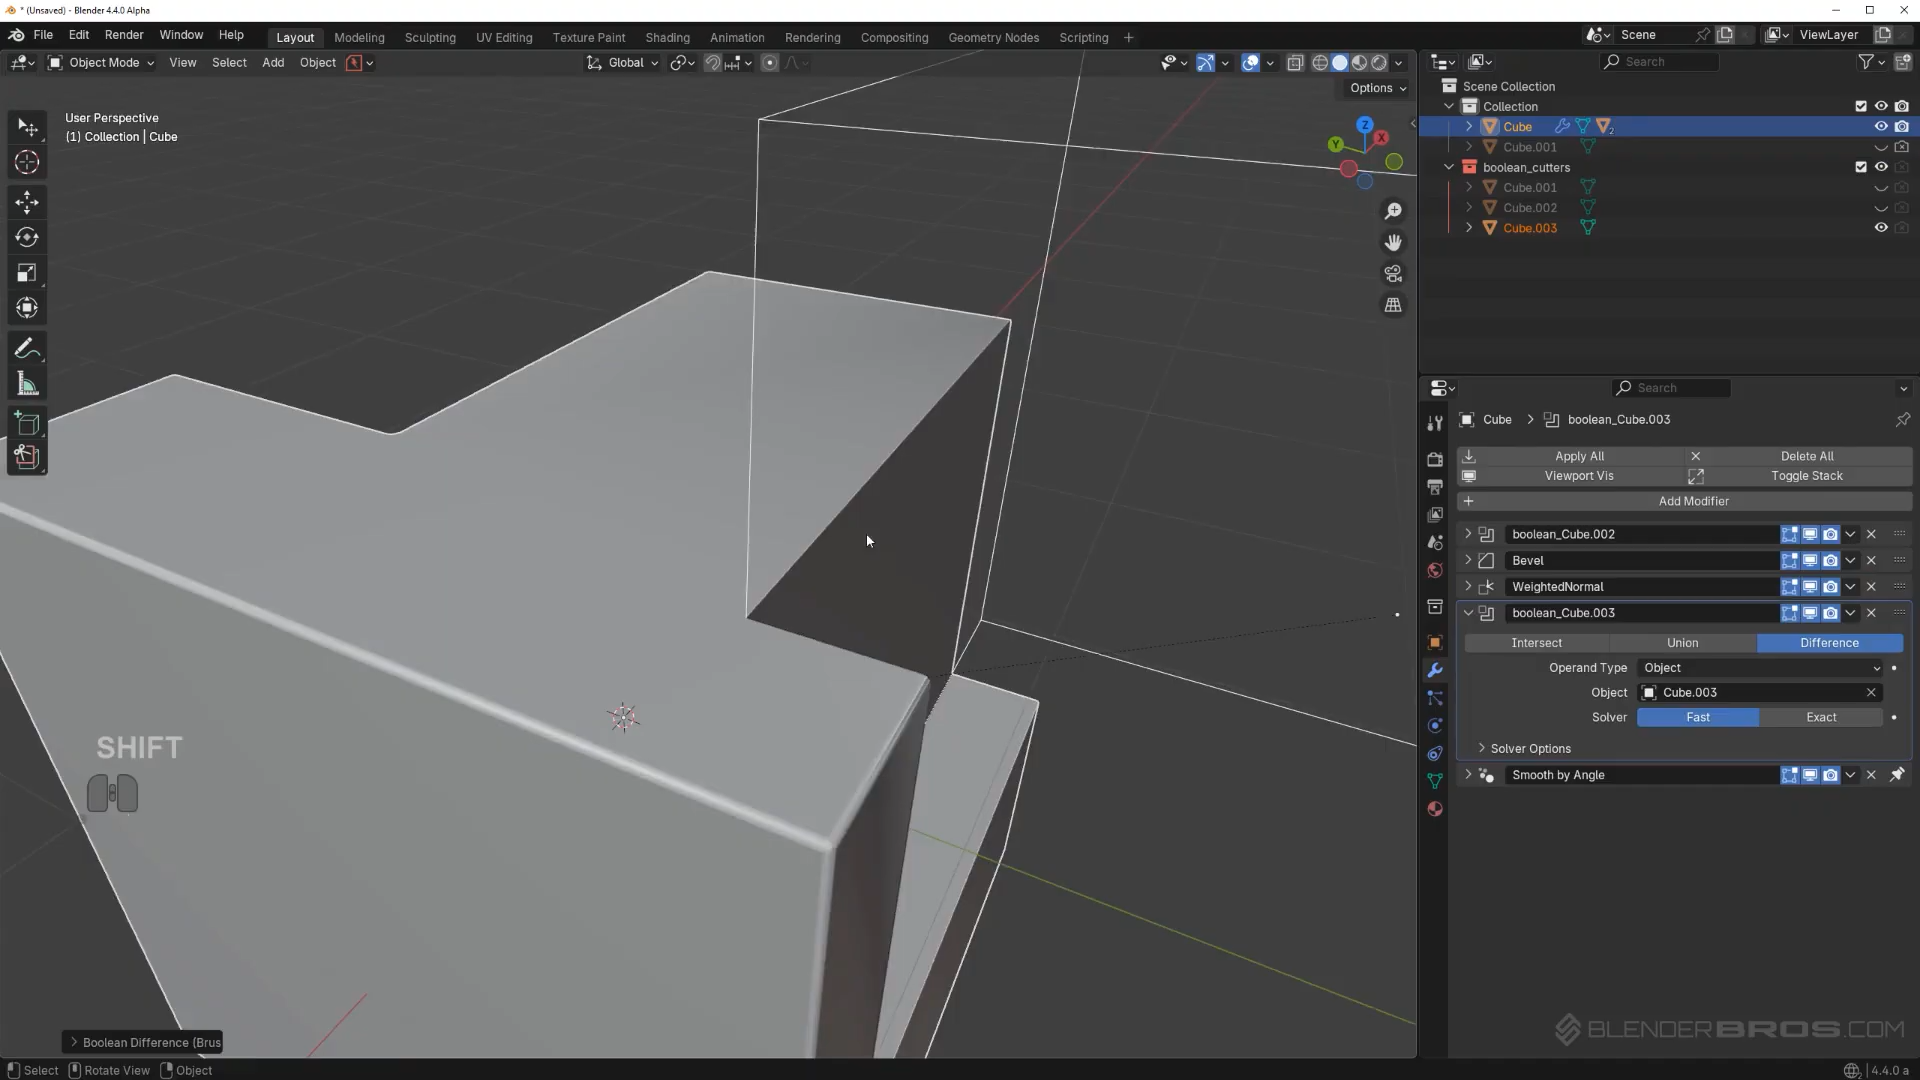 * (Unsaved) - Blender 4.4.0 Alpha
File Edit Render Window Help Layout Modeling Sculpting UV Editing Texture Paint Shading Animation Rendering Compositing Geometry Nodes Scripting + Scene ViewLayer
Object Mode View Select Add Object Global Search
Options
User Perspective
(1) Collection | Cube
Z
X
Y
Scene Collection
Collection
Cube 2
Cube.001
boolean_cutters
Cube.001
Cube.002
Cube.003
Search
Cube > boolean_Cube.003
Apply All Delete All
Viewport Vis Toggle Stack
Add Modifier
boolean_Cube.002
Bevel
WeightedNormal
boolean_Cube.003
Intersect Union Difference
Operand Type Object
Object Cube.003
Solver Fast Exact
Solver Options
Smooth by Angle
SHIFT
Boolean Difference (Brus
BLENDERBROS.COM
Select Rotate View Object 4.4.0 a